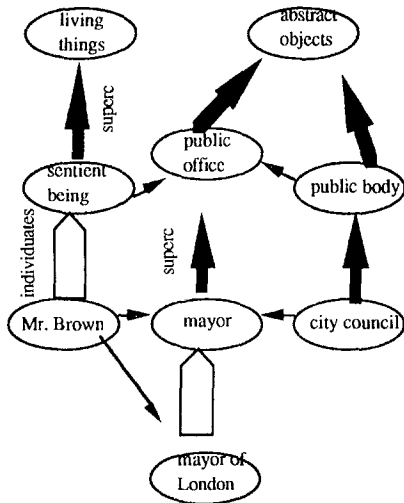 living
things
abstract
objects
superc
public
office
sentient
being
public body
individuates
superc
Mr. Brown
mayor
city council
mayor of
London